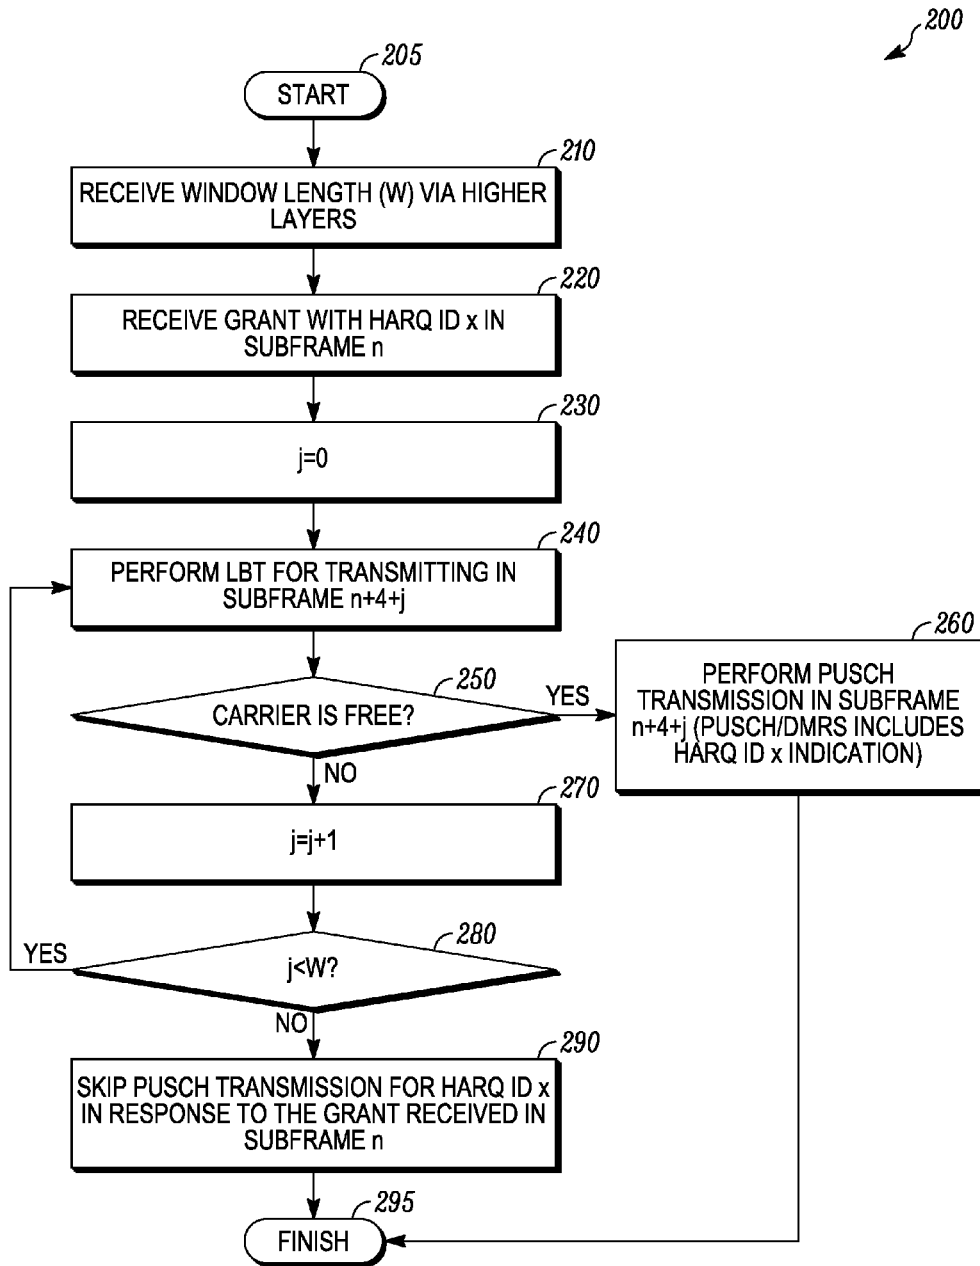 200
205
START
210
RECEIVE WINDOW LENGTH (W) VIA HIGHER
LAYERS
220
RECEIVE GRANT WITH HARQ ID x IN
SUBFRAME n
230
j=0
240
PERFORM LBT FOR TRANSMITTING IN
SUBFRAME n+4+j
250
CARRIER IS FREE?
YES
NO
260
PERFORM PUSCH
TRANSMISSION IN SUBFRAME
n+4+j (PUSCH/DMRS INCLUDES
HARQ ID x INDICATION)
270
j=j+1
280
j<W?
YES
NO
290
SKIP PUSCH TRANSMISSION FOR HARQ ID x
IN RESPONSE TO THE GRANT RECEIVED IN
SUBFRAME n
295
FINISH